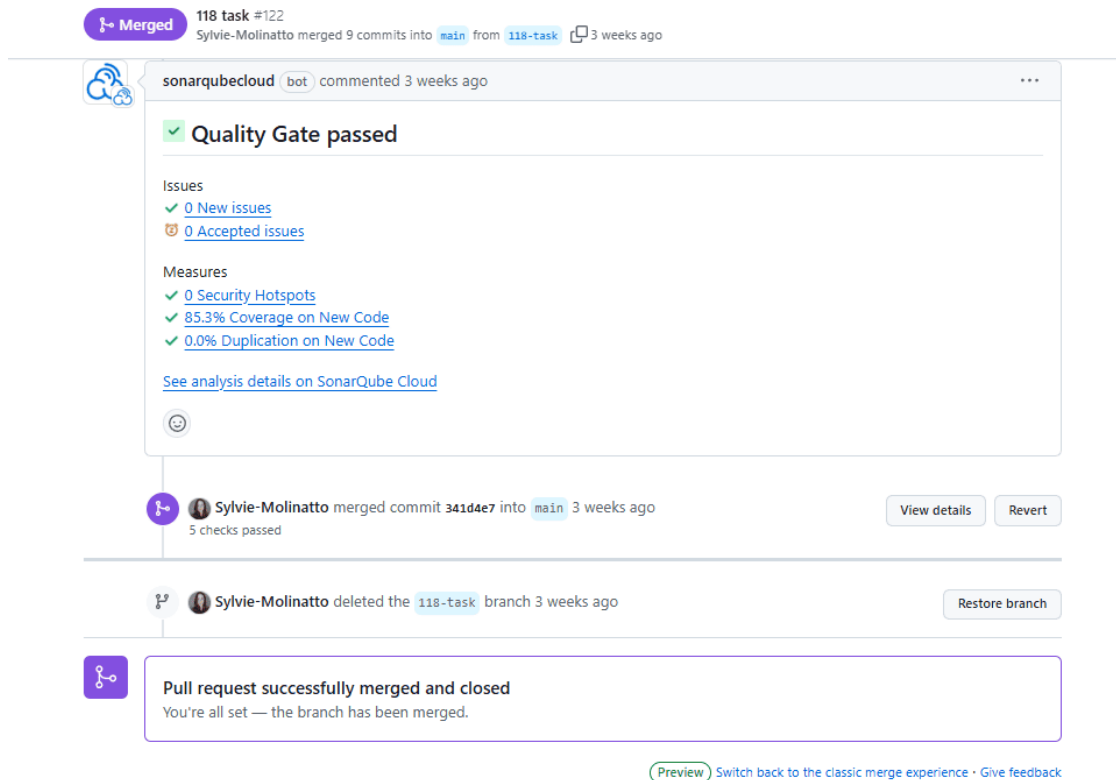 Merged
118 task #122
Sylvie-Molinatto merged 9 commits into main from 118-task 3 weeks ago
sonarqubecloud bot commented 3 weeks ago
Quality Gate passed
Issues
0 New issues
0 Accepted issues
Measures
0 Security Hotspots
85.3% Coverage on New Code
0.0% Duplication on New Code
See analysis details on SonarQube Cloud
Sylvie-Molinatto merged commit 341d4e7 into main 3 weeks ago
View details
Revert
5 checks passed
Sylvie-Molinatto deleted the 118-task branch 3 weeks ago
Restore branch
Pull request successfully merged and closed
You're all set — the branch has been merged.
Preview Switch back to the classic merge experience · Give feedback